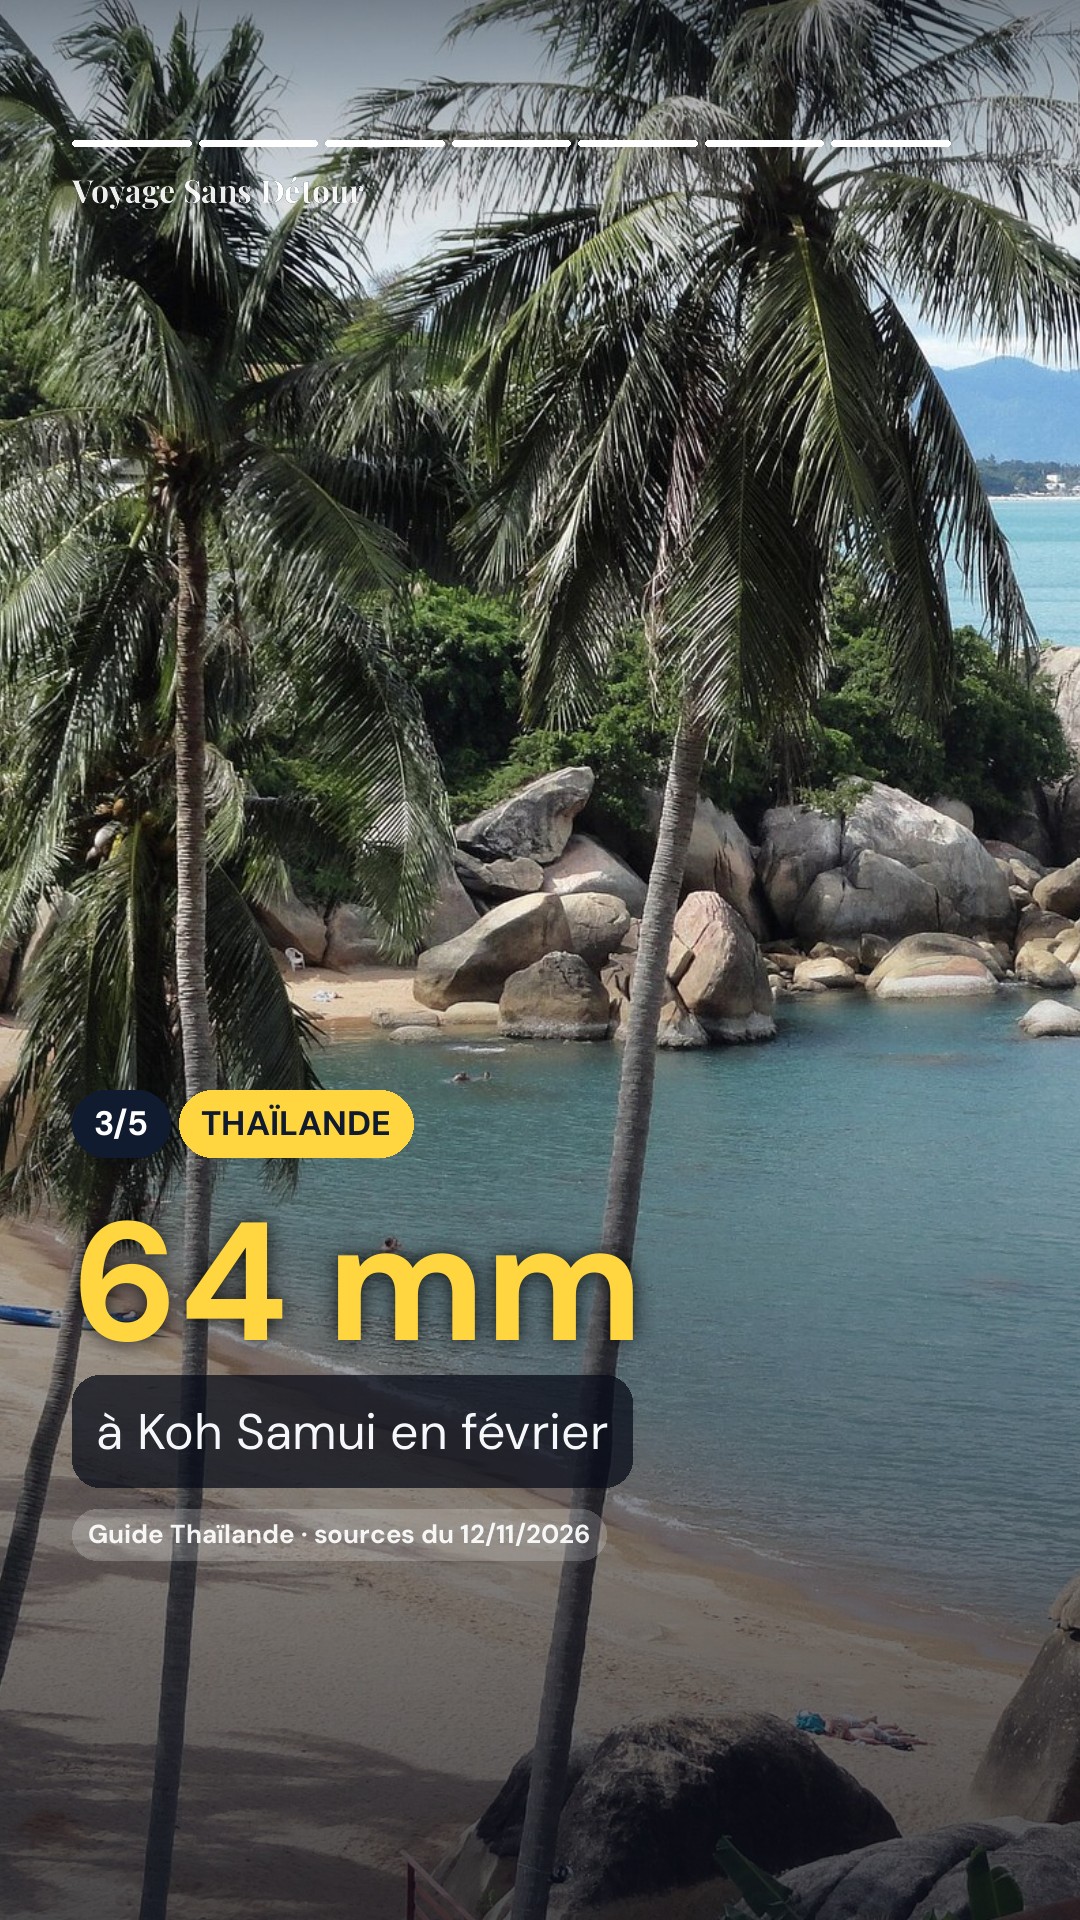 Voyage Sans Détour
3/5 THAÏLANDE
64 mm
à Koh Samui en février
Guide Thaïlande · sources du 12/11/2026